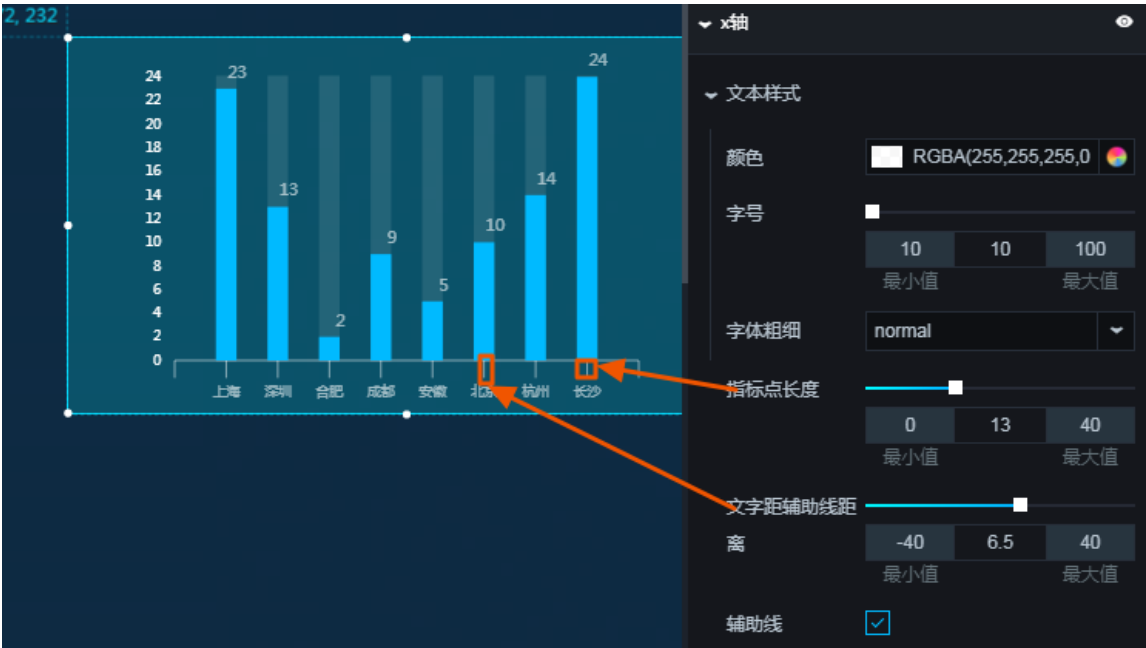 2, 232
24
22
20
18
16
14
12
10
8
6
4
2
0
23
13
2
9
5
10
14
24
上海
深圳
合肥
成都
安徽
北京
杭州
长沙
x轴
文本样式
颜色
RGBA(255,255,255,0
字号
10
10
100
最小值
最大值
字体粗细
normal
指标点长度
0
13
40
最小值
最大值
文字距辅助线距
离
-40
6.5
40
最小值
最大值
辅助线